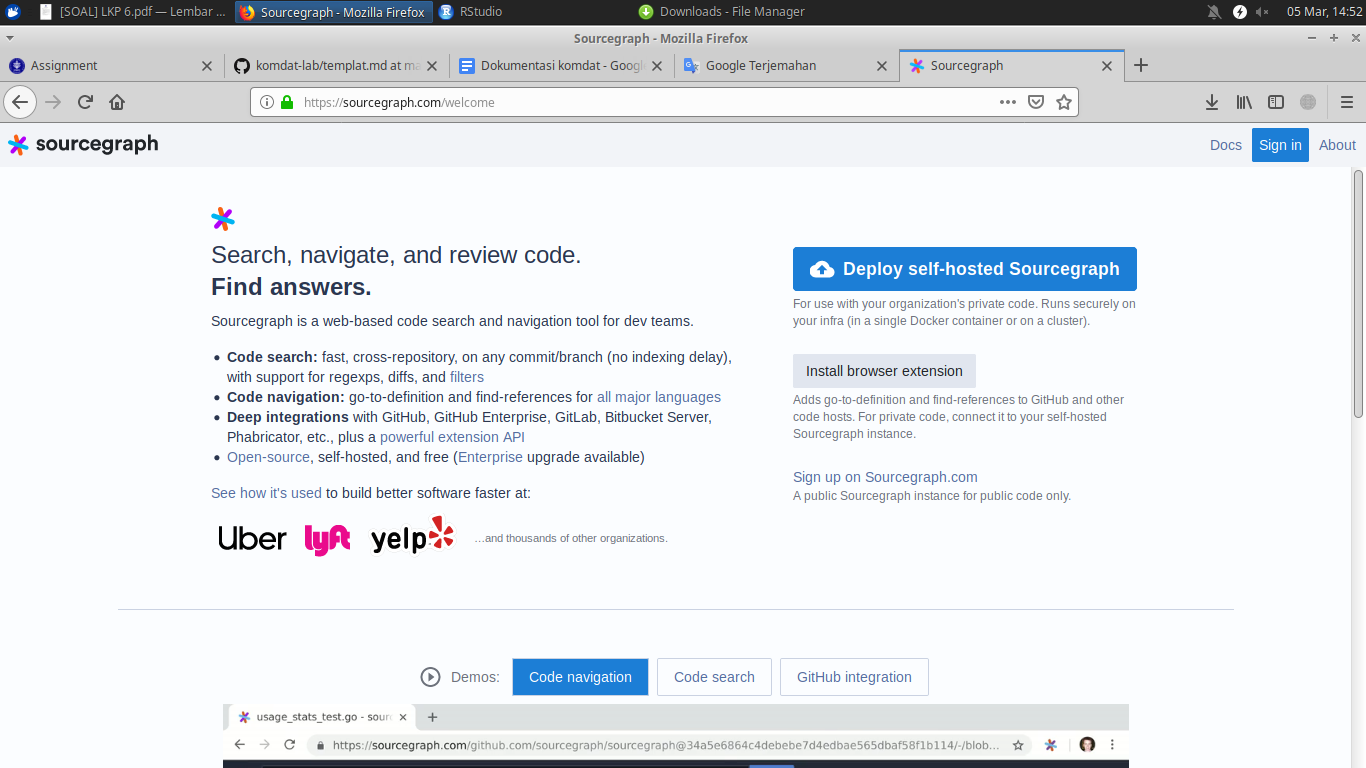 [SOAL] LKP 6.pdf — Lembar ...
Sourcegraph - Mozilla Firefox
RStudio
Downloads - File Manager
05 Mar, 14:52
Sourcegraph - Mozilla Firefox
Assignment
komdat-lab/templat.md at ma
Dokumentasi komdat - Googl
Google Terjemahan
Sourcegraph
https://sourcegraph.com/welcome
sourcegraph
Docs
Sign in
About
Search, navigate, and review code.
Find answers.
Sourcegraph is a web-based code search and navigation tool for dev teams.
Code search: fast, cross-repository, on any commit/branch (no indexing delay),
with support for regexps, diffs, and filters
Code navigation: go-to-definition and find-references for all major languages
Deep integrations with GitHub, GitHub Enterprise, GitLab, Bitbucket Server,
Phabricator, etc., plus a powerful extension API
Open-source, self-hosted, and free (Enterprise upgrade available)
See how it's used to build better software faster at:
Uber
lyft
yelp
...and thousands of other organizations.
Deploy self-hosted Sourcegraph
For use with your organization's private code. Runs securely on
your infra (in a single Docker container or on a cluster).
Install browser extension
Adds go-to-definition and find-references to GitHub and other
code hosts. For private code, connect it to your self-hosted
Sourcegraph instance.
Sign up on Sourcegraph.com
A public Sourcegraph instance for public code only.
Demos:
Code navigation
Code search
GitHub integration
usage_stats_test.go - sour
https://sourcegraph.com/github.com/sourcegraph/sourcegraph@34a5e6864c4debebe7d4edbae565dbaf58f1b114/-/blob...